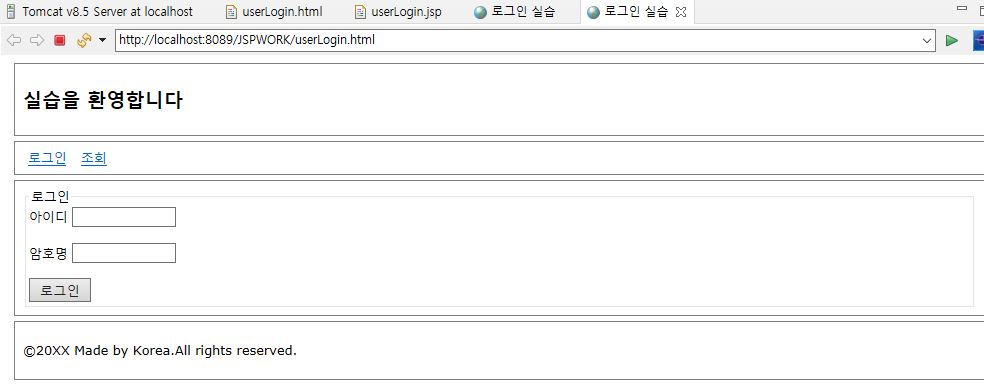 Tomcat v8.5 Server at localhost userLogin.html userLogin.jsp 로그인 실습 로그인 실습
http://localhost:8089/JSPWORK/userLogin.html
실습을 환영합니다
로그인 조회
로그인
아이디
암호명
로그인
©20XX Made by Korea.All rights reserved.